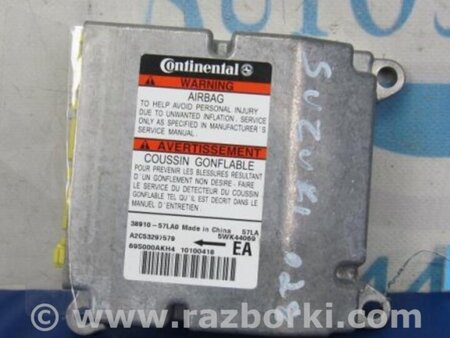 Continental
WARNING
AIRBAG
TO HELP AVOID PERSONAL INJURY
DUE TO UNWANTED INFLATION , SERVICE
ONLY AS SPECIFIED IN MANUFACTURER'S
SERVICE MANUAL.
AVERTISSEMENT
COUSSIN GONFLABLE
POUR PREVENIR LES BLESSURES RESULTANT
D'UN GONFLEMENT NON DESIRE , FAIRE
LE SERVICE DU DETECTEUR DU COUSSIN
GONFLABLE TEL QU'IL EST DECRIT DANS LE
MANUEL D'ENTRETIEN.
38910-57LA0 Made in China 57LA
A2C53297579 5WK44069
69S000AKH4 10100418 EA
SUZUKI 028
www.razborki.com